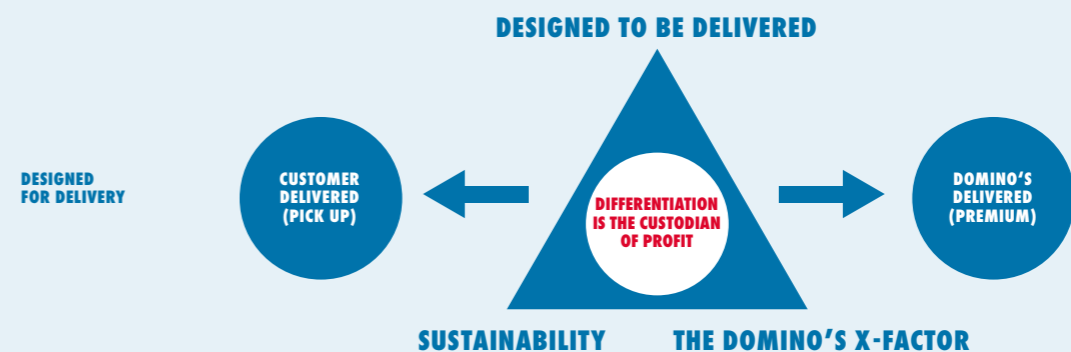 DESIGNED TO BE DELIVERED
DESIGNED
FOR DELIVERY
CUSTOMER
DELIVERED
(PICK UP)
DIFFERENTIATION
IS THE CUSTODIAN
OF PROFIT
DOMINO'S
DELIVERED
(PREMIUM)
SUSTAINABILITY
THE DOMINO'S X-FACTOR